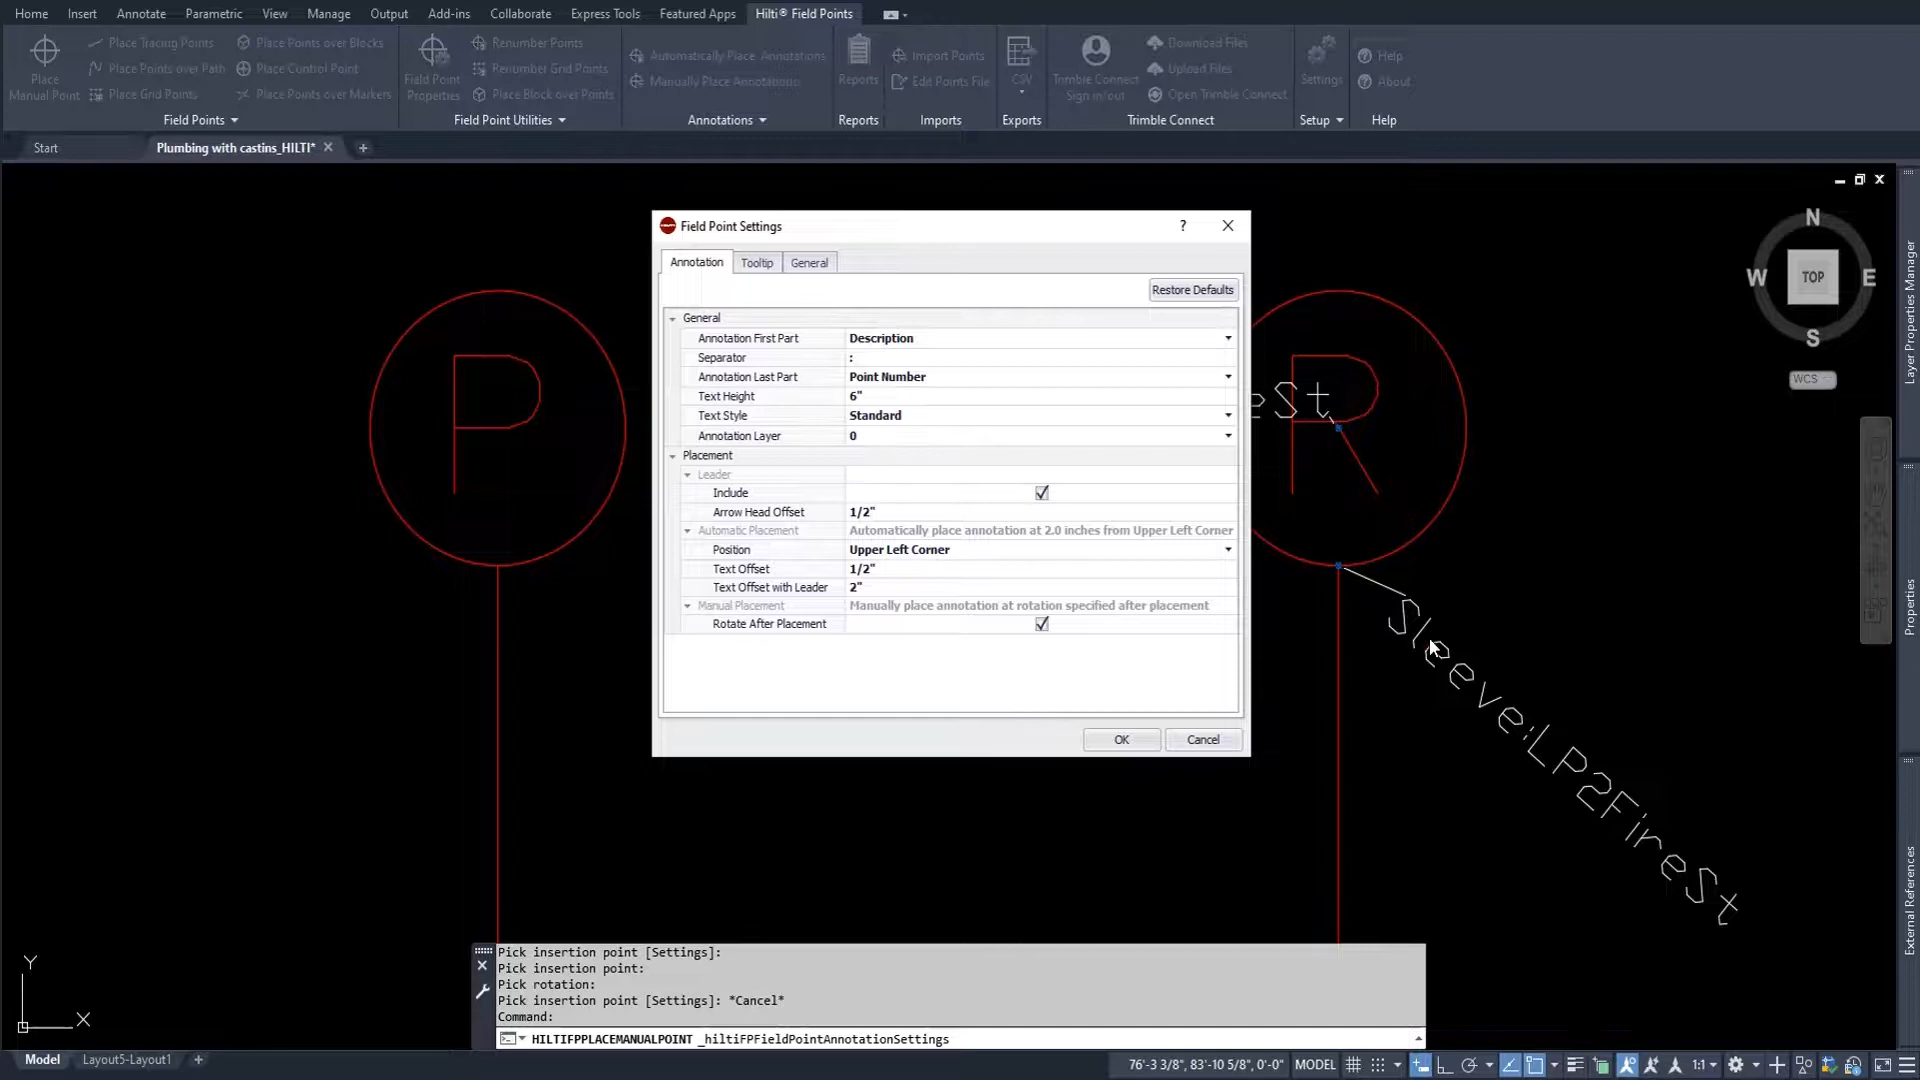 Home Insert Annotate Parametric View Manage Output Add-ins Collaborate Express Tools Featured Apps Hilti® Field Points
Place Manual Point
Place Tracing Points
Place Points over Path
Place Grid Points
Place Points over Blocks
Place Control Point
Place Points over Markers
Field Points
Field Point Properties
Renumber Points
Renumber Grid Points
Place Block over Points
Field Point Utilities
Automatically Place Annotations
Manually Place Annotations
Annotations
Reports
Reports
Import Points
Edit Points File
Imports
CSV
Exports
Trimble Connect
Sign in/out
Download Files
Upload Files
Open Trimble Connect
Trimble Connect
Settings
Setup
Help
About
Help
Start
Plumbing with castins_HILTI*
N
W TOP E
S
WCS
Layer Properties Manager
Properties
External References
Field Point Settings
Annotation Tooltip General
Restore Defaults
General
Annotation First Part Description
Separator :
Annotation Last Part Point Number
Text Height 6"
Text Style Standard
Annotation Layer 0
Placement
Leader
Include
Arrow Head Offset 1/2"
Automatic Placement Automatically place annotation at 2.0 inches from Upper Left Corner
Position Upper Left Corner
Text Offset 1/2"
Text Offset with Leader 2"
Manual Placement Manually place annotation at rotation specified after placement
Rotate After Placement
OK Cancel
P
R
eSt
Sleeve:LP2FireSt
Y
X
Pick insertion point [Settings]:
Pick insertion point:
Pick rotation:
Pick insertion point [Settings]: *Cancel*
Command:
HILTIFPPLACEMANUALPOINT _hiltiFPFieldPointAnnotationSettings
Model Layout5-Layout1
76'-3 3/8", 83'-10 5/8", 0'-0" MODEL 1:1